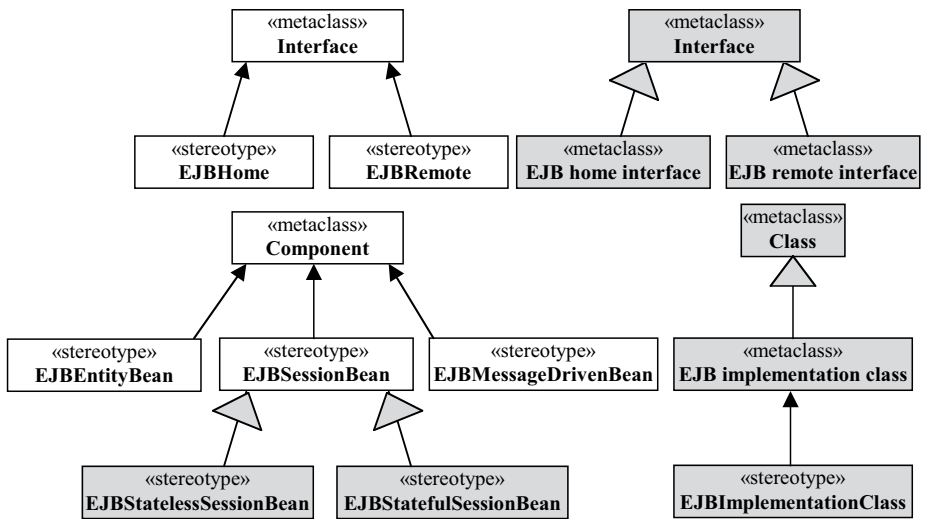 «metaclass»
Interface
«metaclass»
Interface
«stereotype»
EJBHome
«stereotype»
EJBRemote
«metaclass»
EJB home interface
«metaclass»
EJB remote interface
«metaclass»
Component
«metaclass»
Class
«stereotype»
EJBEntityBean
«stereotype»
EJBSessionBean
«stereotype»
EJBMessageDrivenBean
«metaclass»
EJB implementation class
«stereotype»
EJBStatelessSessionBean
«stereotype»
EJBStatefulSessionBean
«stereotype»
EJBImplementationClass